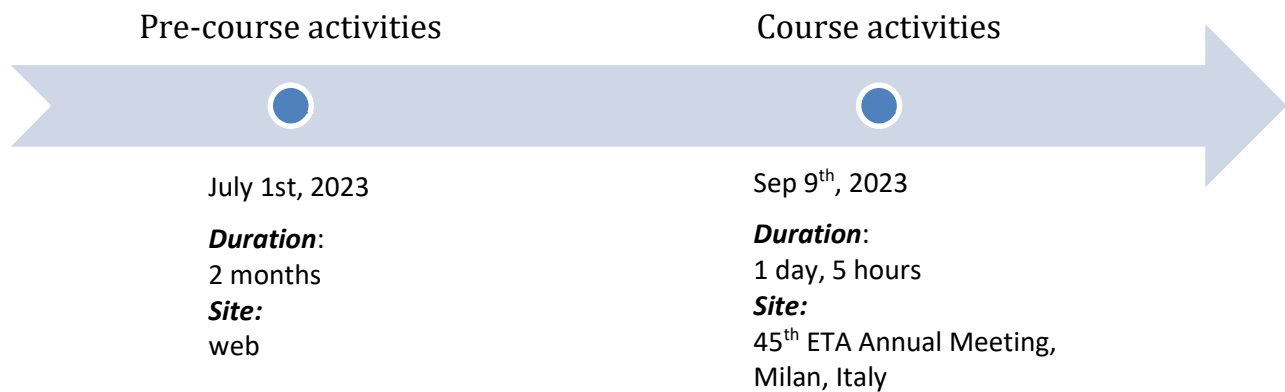 Pre-course activities
Course activities
July 1st, 2023
Duration:
2 months
Site:
web
Sep 9th, 2023
Duration:
1 day, 5 hours
Site:
45th ETA Annual Meeting,
Milan, Italy